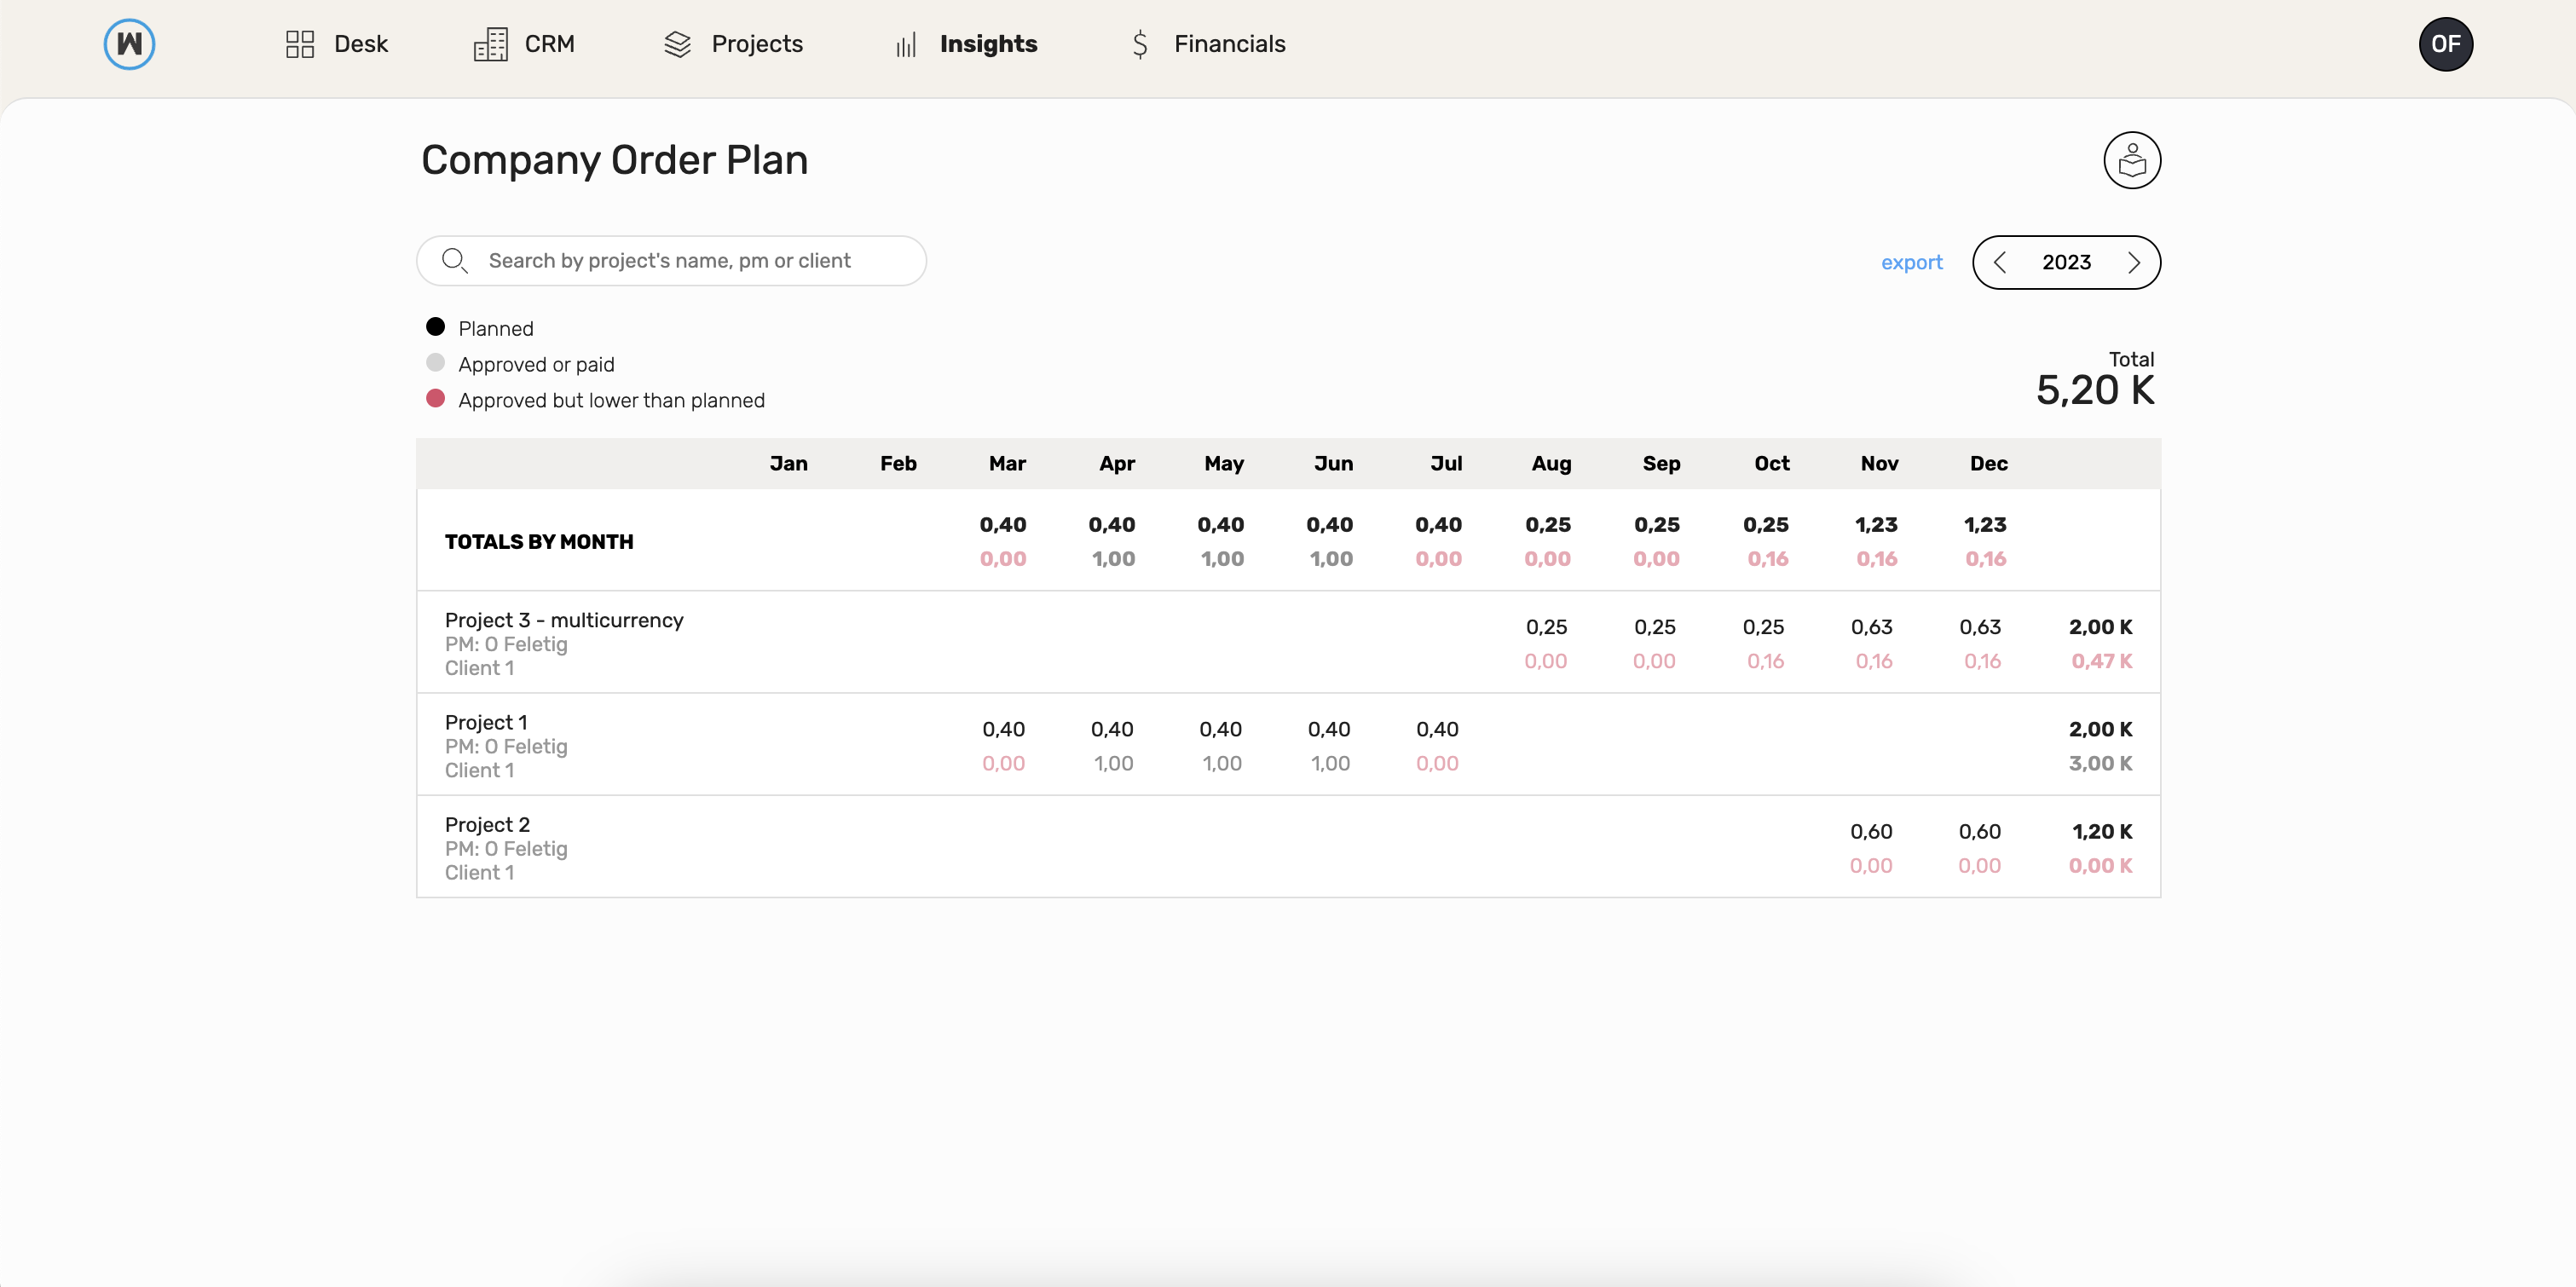 W Desk CRM Projects Insights Financials OF
Company Order Plan
Search by project's name, pm or client export 2023
Planned
Approved or paid
Approved but lower than planned
Total
5,20 K
Jan Feb Mar Apr May Jun Jul Aug Sep Oct Nov Dec
TOTALS BY MONTH
0,40 0,40 0,40 0,40 0,40 0,25 0,25 0,25 1,23 1,23
0,00 1,00 1,00 1,00 0,00 0,00 0,00 0,16 0,16 0,16
Project 3 - multicurrency
PM: O Feletig
Client 1
0,25 0,25 0,25 0,63 0,63 2,00 K
0,00 0,00 0,16 0,16 0,16 0,47 K
Project 1
PM: O Feletig
Client 1
0,40 0,40 0,40 0,40 0,40 2,00 K
0,00 1,00 1,00 1,00 0,00 3,00 K
Project 2
PM: O Feletig
Client 1
0,60 0,60 1,20 K
0,00 0,00 0,00 K